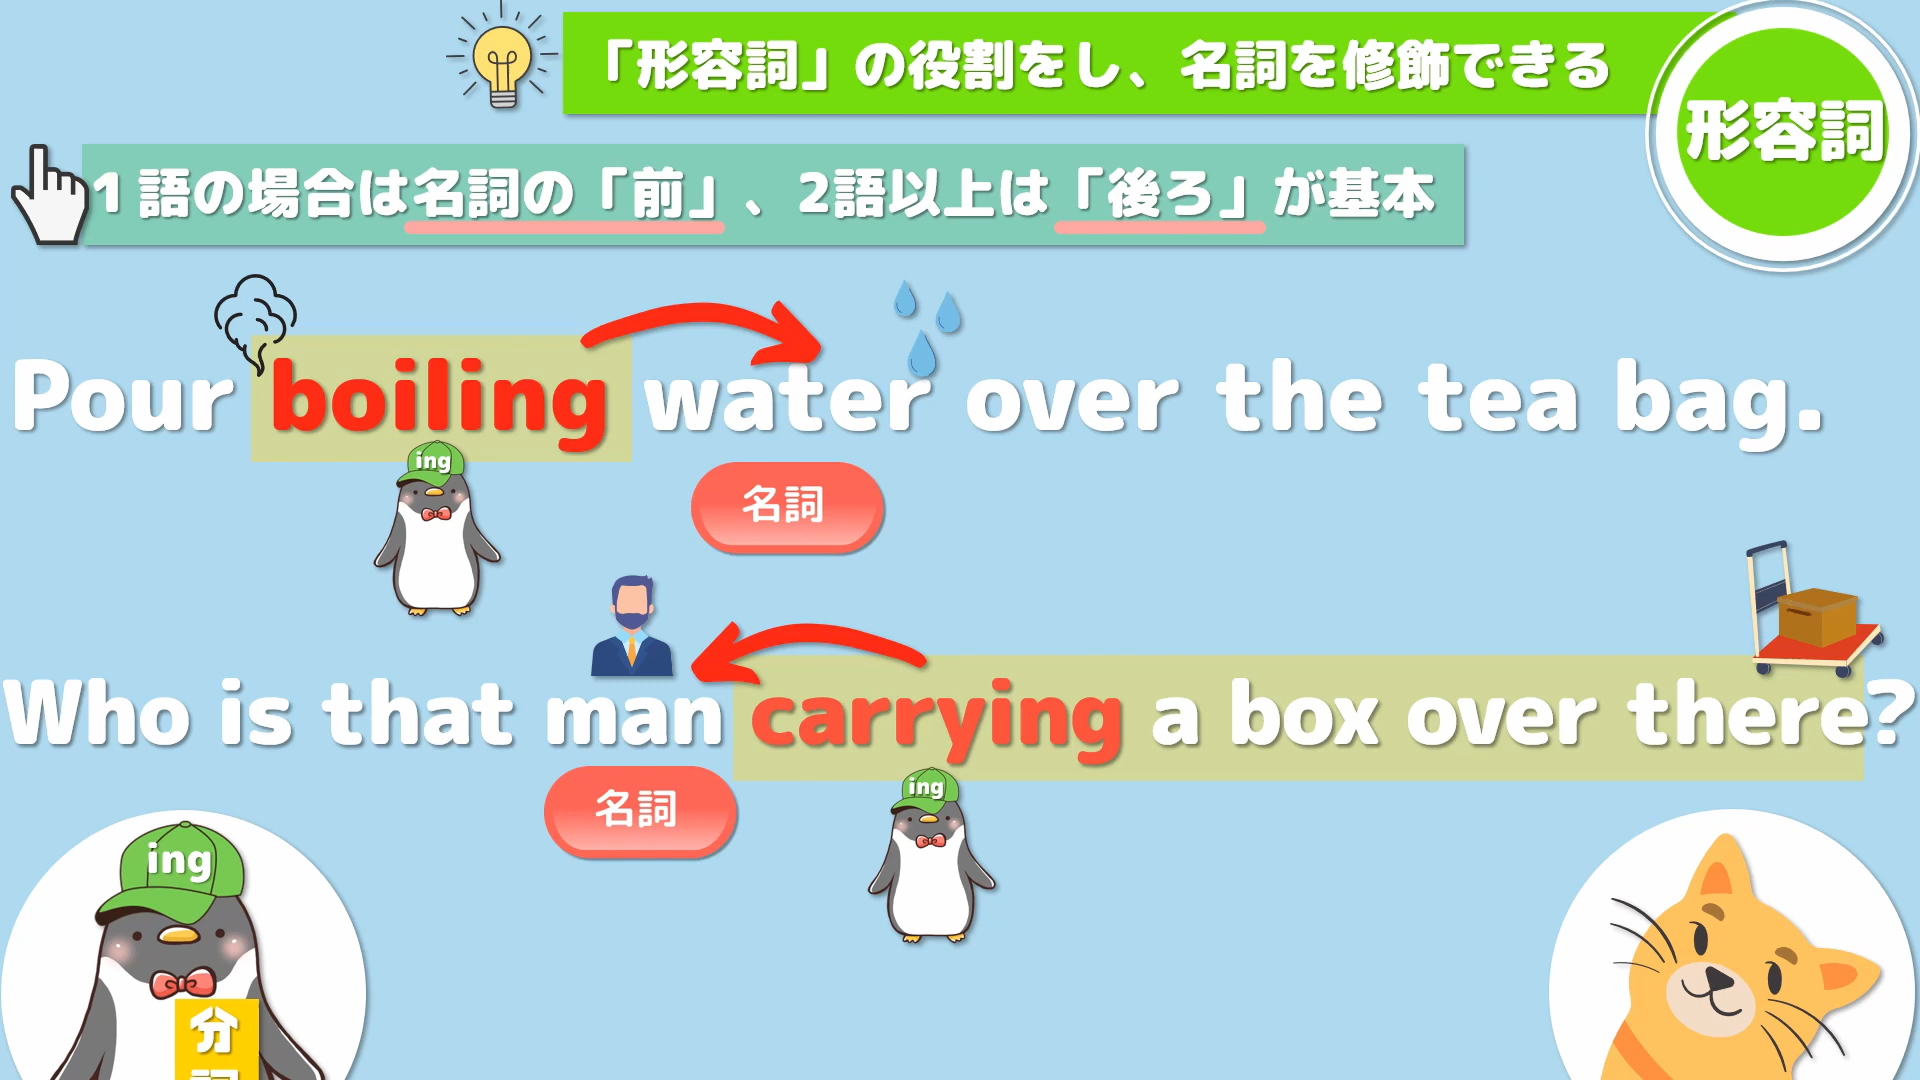 「形容詞」の役割をし、名詞を修飾できる
形容詞
１語の場合は名詞の「前」、2語以上は「後ろ」が基本
Pour boiling water over the tea bag.
ing
名詞
Who is that man carrying a box over there?
名詞
ing
ing
分詞